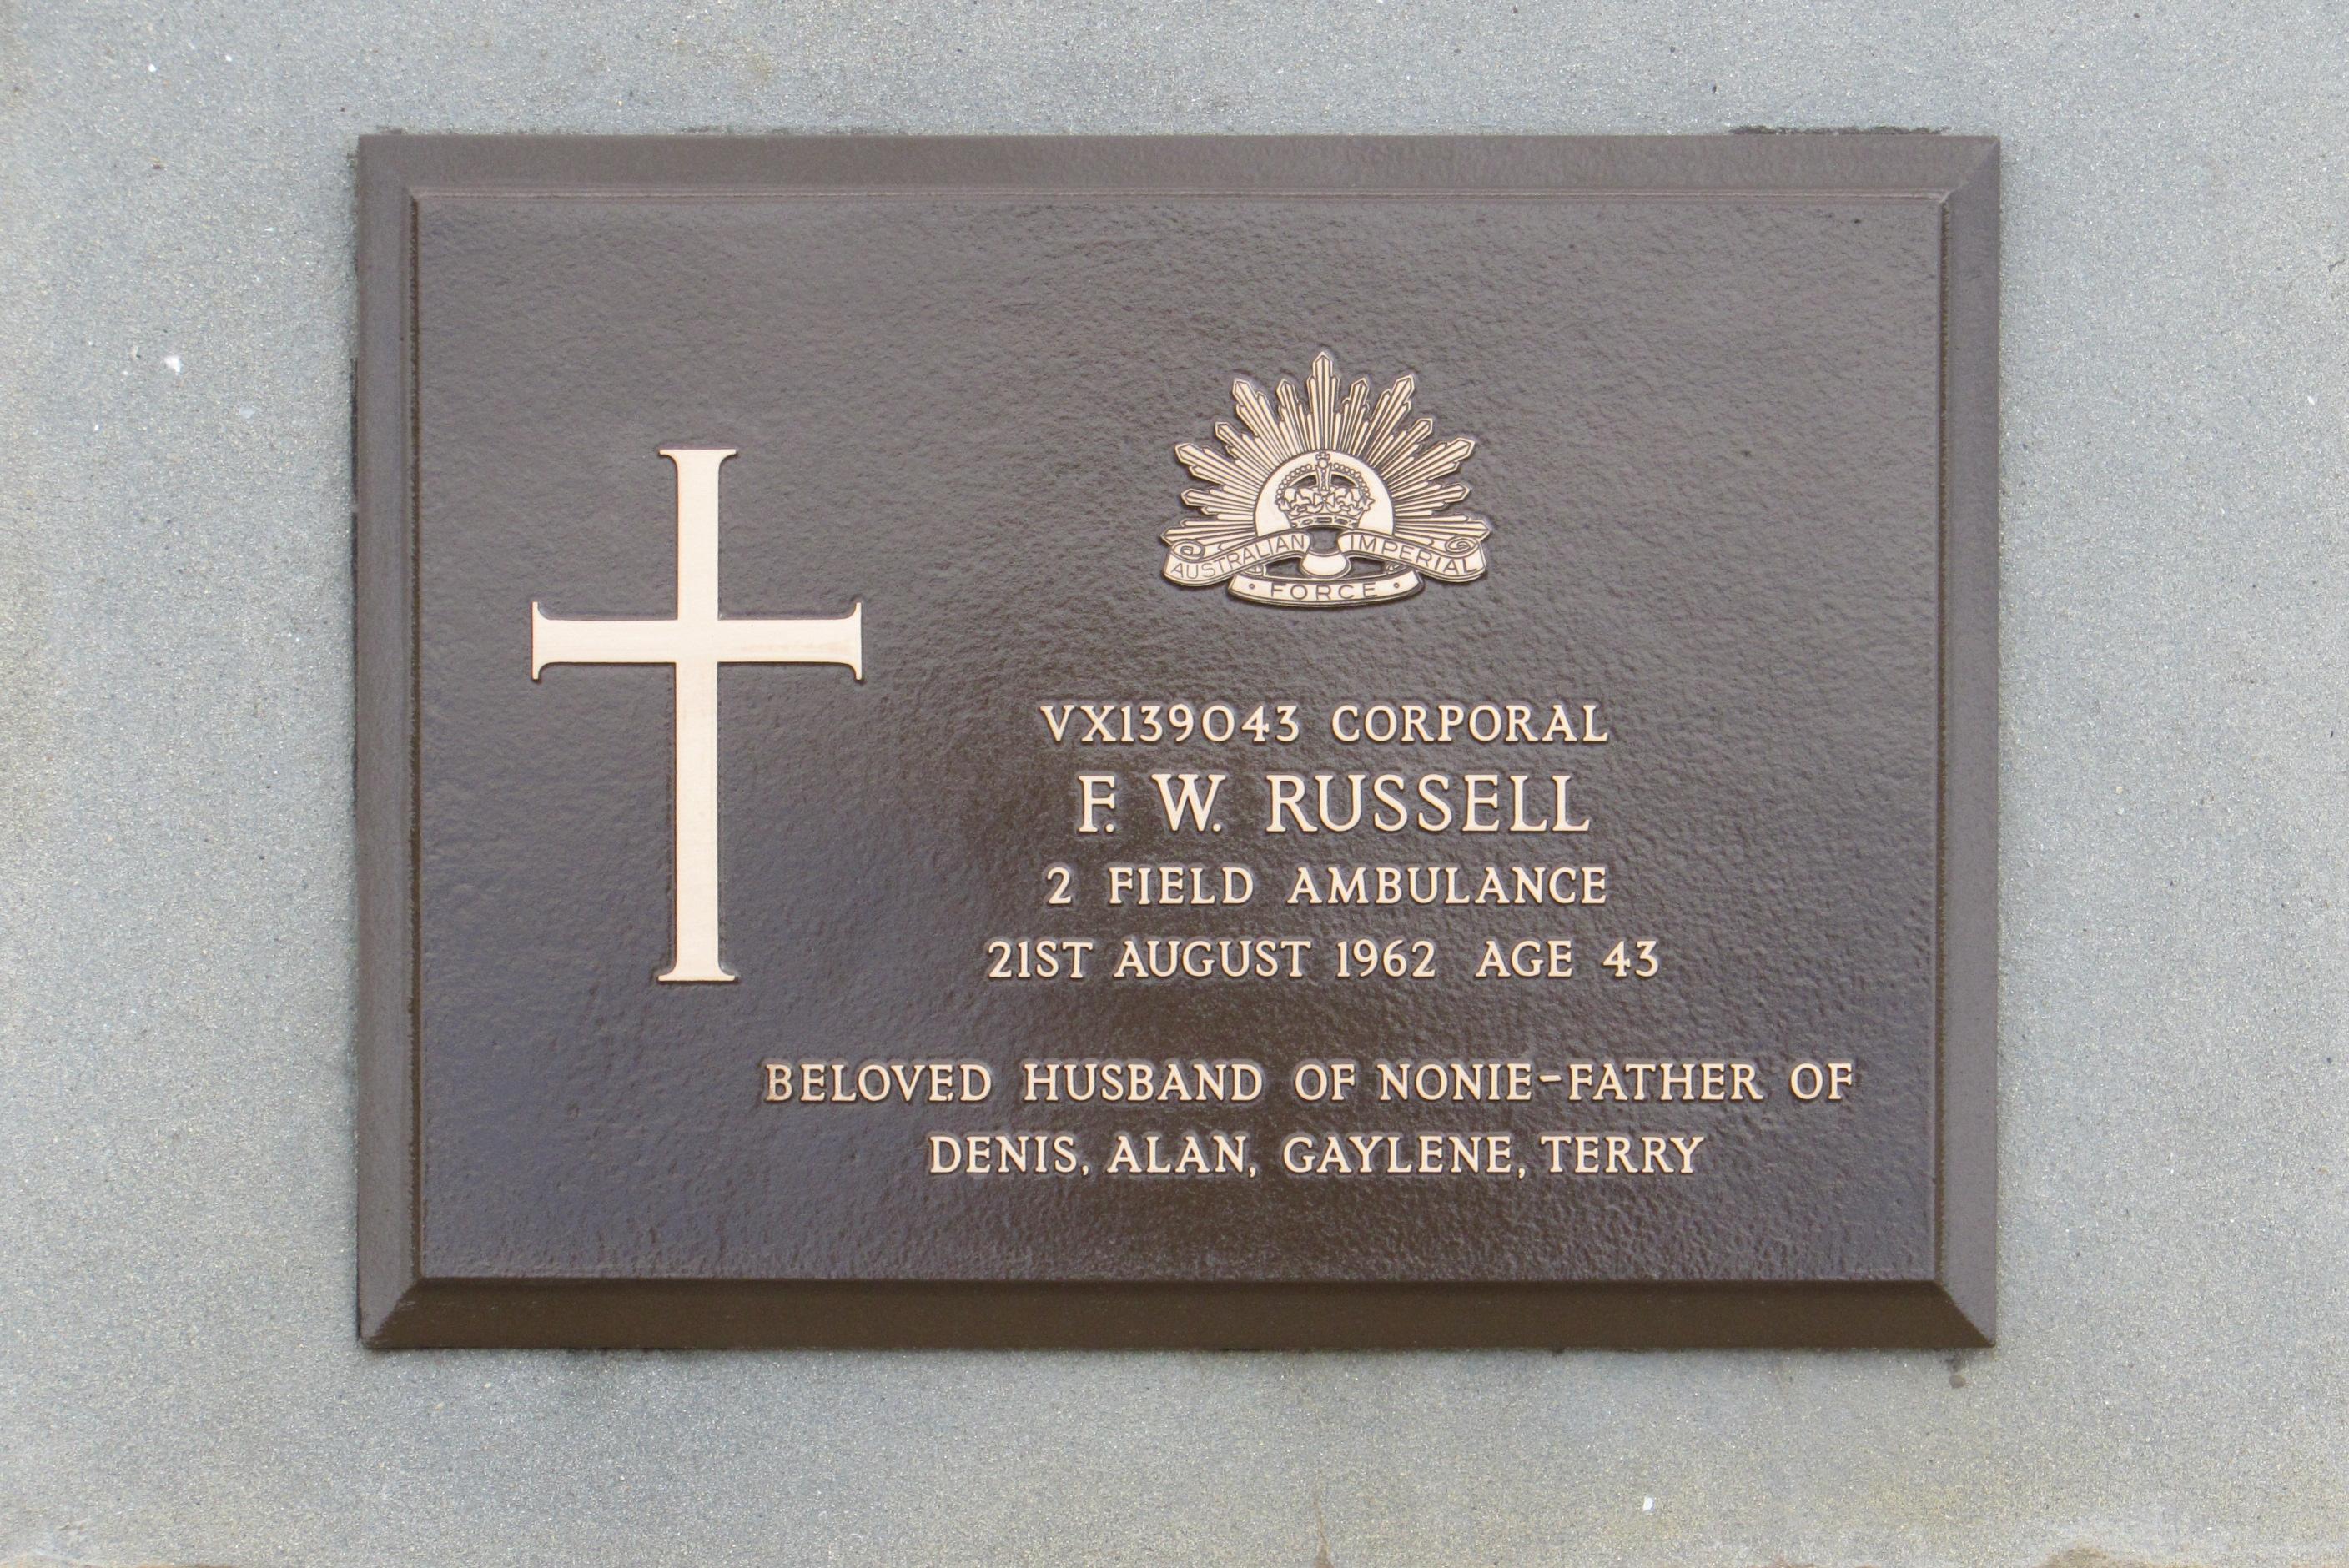 AUSTRALIAN IMPERIAL
FORCE
VX139043 CORPORAL
F. W. RUSSELL
2 FIELD AMBULANCE
21ST AUGUST 1962 AGE 43
BELOVED HUSBAND OF NONIE-FATHER OF
DENIS, ALAN, GAYLENE, TERRY